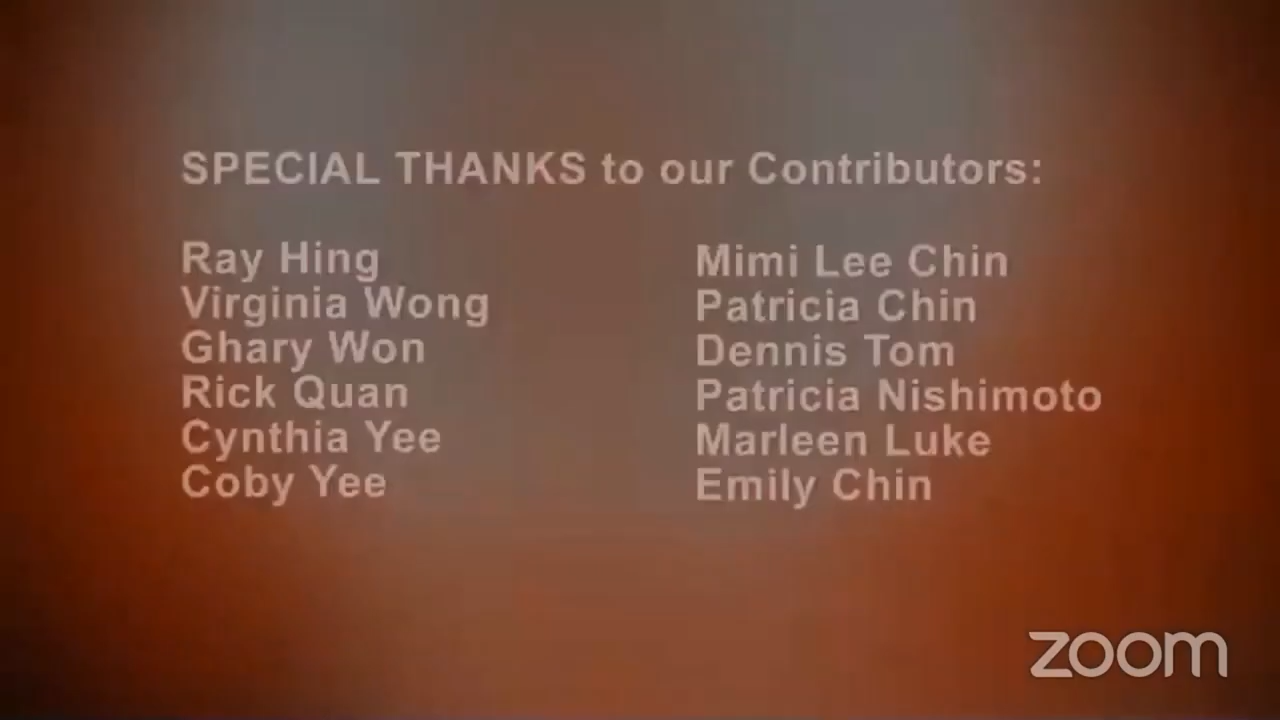 SPECIAL THANKS to our Contributors:
Ray Hing
Virginia Wong
Ghary Won
Rick Quan
Cynthia Yee
Coby Yee
Mimi Lee Chin
Patricia Chin
Dennis Tom
Patricia Nishimoto
Marleen Luke
Emily Chin
zoom